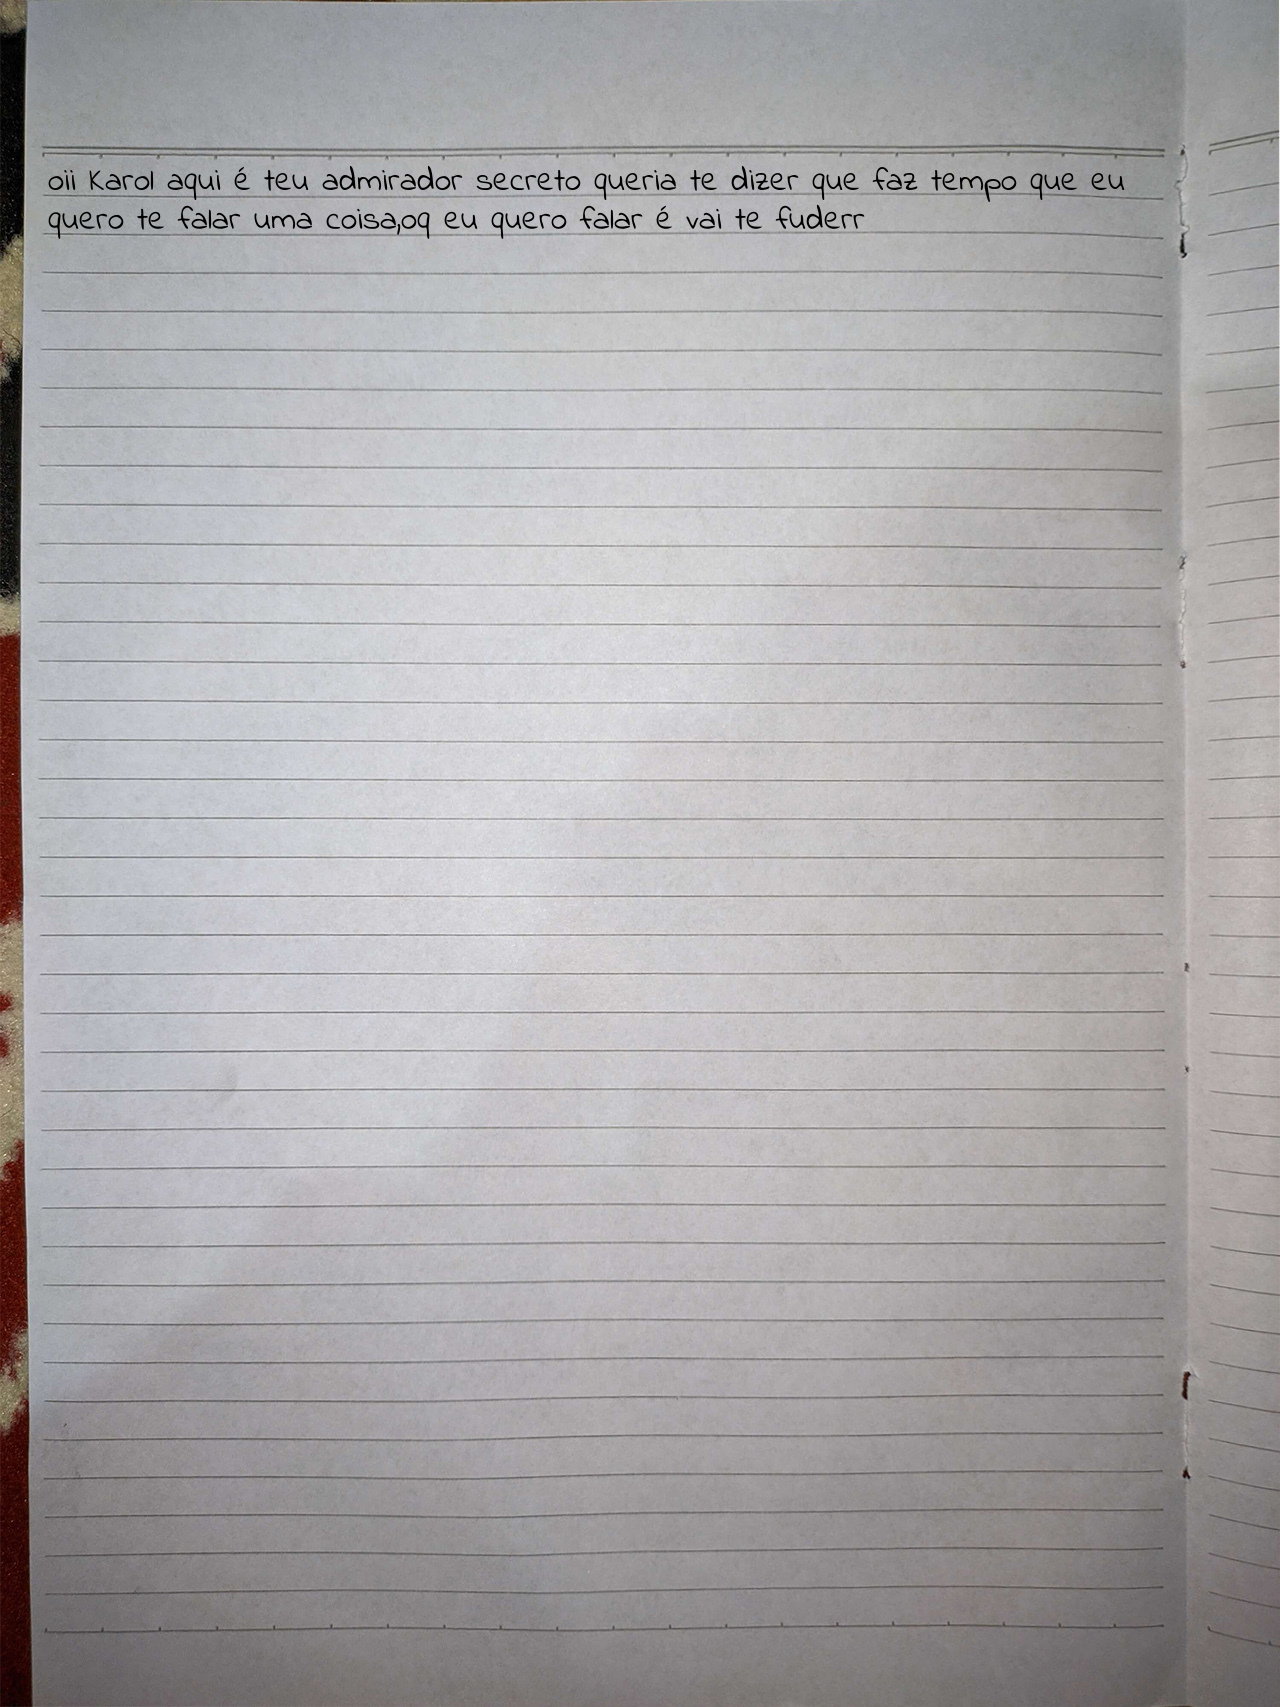 oii Karol aqui é teu admirador secreto queria te dizer que faz tempo que eu
quero te falar uma coisa,oq eu quero falar é vai te fuderr